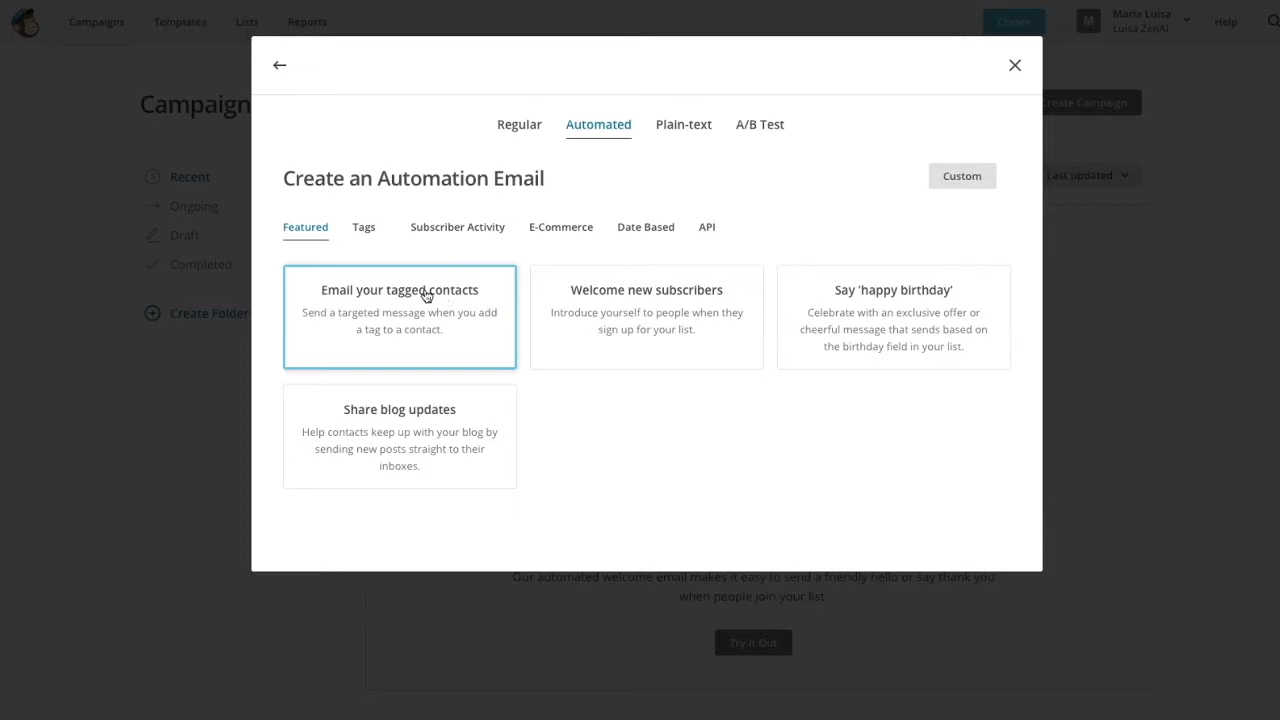 Campaigns Templates Lists Reports Create M Maria Luisa Help
Luisa ZenAI
Campaign
Create Campaign
Regular Automated Plain-text A/B Test
Create an Automation Email Custom
Last updated
Recent
Ongoing
Draft
Completed
Create Folder
Featured Tags Subscriber Activity E-Commerce Date Based API
Email your tagged contacts
Send a targeted message when you add
a tag to a contact.
Welcome new subscribers
Introduce yourself to people when they
sign up for your list.
Say 'happy birthday'
Celebrate with an exclusive offer or
cheerful message that sends based on
the birthday field in your list.
Share blog updates
Help contacts keep up with your blog by
sending new posts straight to their
inboxes.
Our automated welcome email makes it easy to send a friendly hello or say thank you
when people join your list
Try It Out